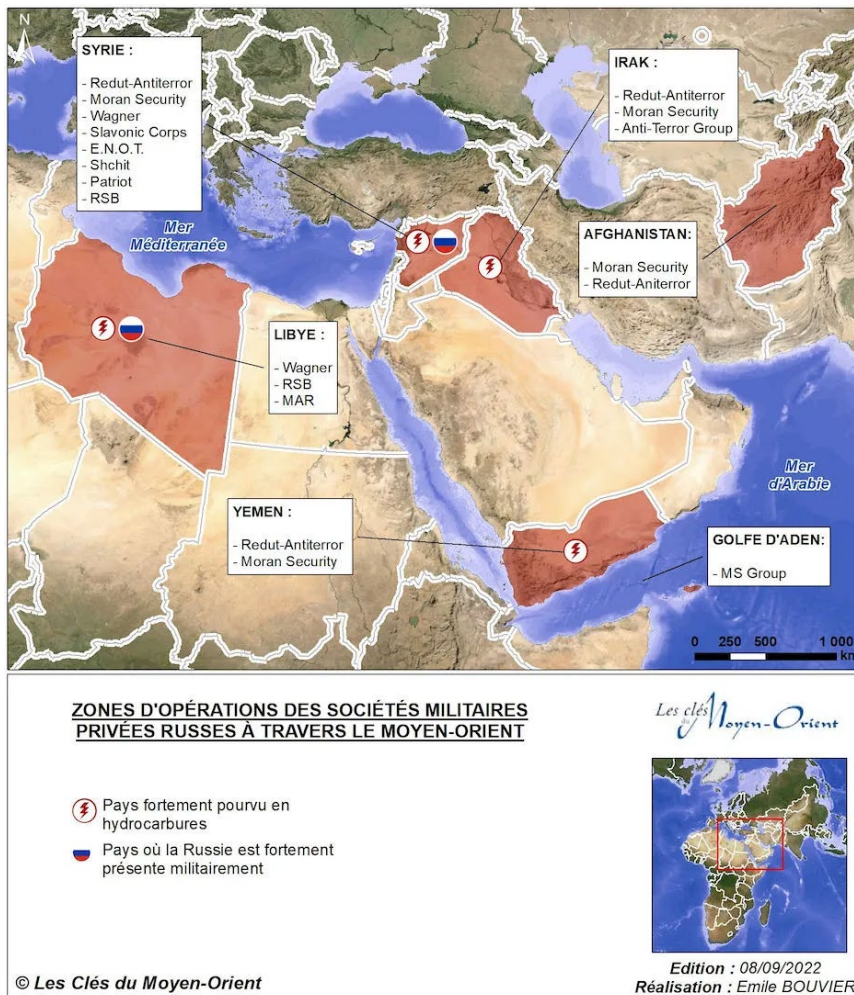 N
SYRIE :
- Redut-Antiterror
- Moran Security
- Wagner
- Slavonic Corps
- E.N.O.T.
- Shchit
- Patriot
- RSB
IRAK :
- Redut-Antiterror
- Moran Security
- Anti-Terror Group
Mer
Méditerranée
AFGHANISTAN:
- Moran Security
- Redut-Aniterror
LIBYE :
- Wagner
- RSB
- MAR
Mer
d'Arabie
YEMEN :
- Redut-Antiterror
- Moran Security
GOLFE D'ADEN:
- MS Group
0 250 500 1 000
km
ZONES D'OPÉRATIONS DES SOCIÉTÉS MILITAIRES
PRIVÉES RUSSES À TRAVERS LE MOYEN-ORIENT
Les clés
du Moyen-Orient
Pays fortement pourvu en
hydrocarbures
Pays où la Russie est fortement
présente militairement
© Les Clés du Moyen-Orient
Edition : 08/09/2022
Réalisation : Emile BOUVIER